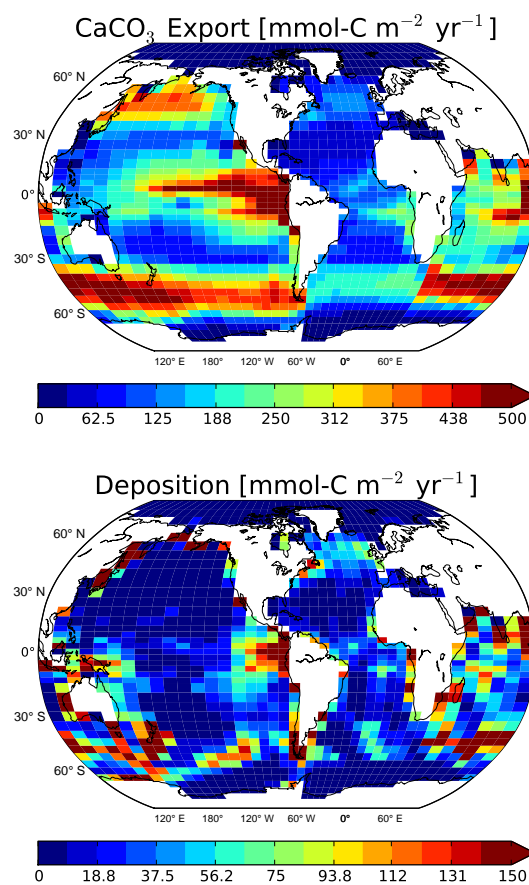 CaCO₃ Export [mmol-C m⁻² yr⁻¹]
60° N
30° N
0°
30° S
60° S
120° E 180° 120° W 60° W 0° 60° E
0 62.5 125 188 250 312 375 438 500
Deposition [mmol-C m⁻² yr⁻¹]
60° N
30° N
0°
30° S
60° S
120° E 180° 120° W 60° W 0° 60° E
0 18.8 37.5 56.2 75 93.8 112 131 150